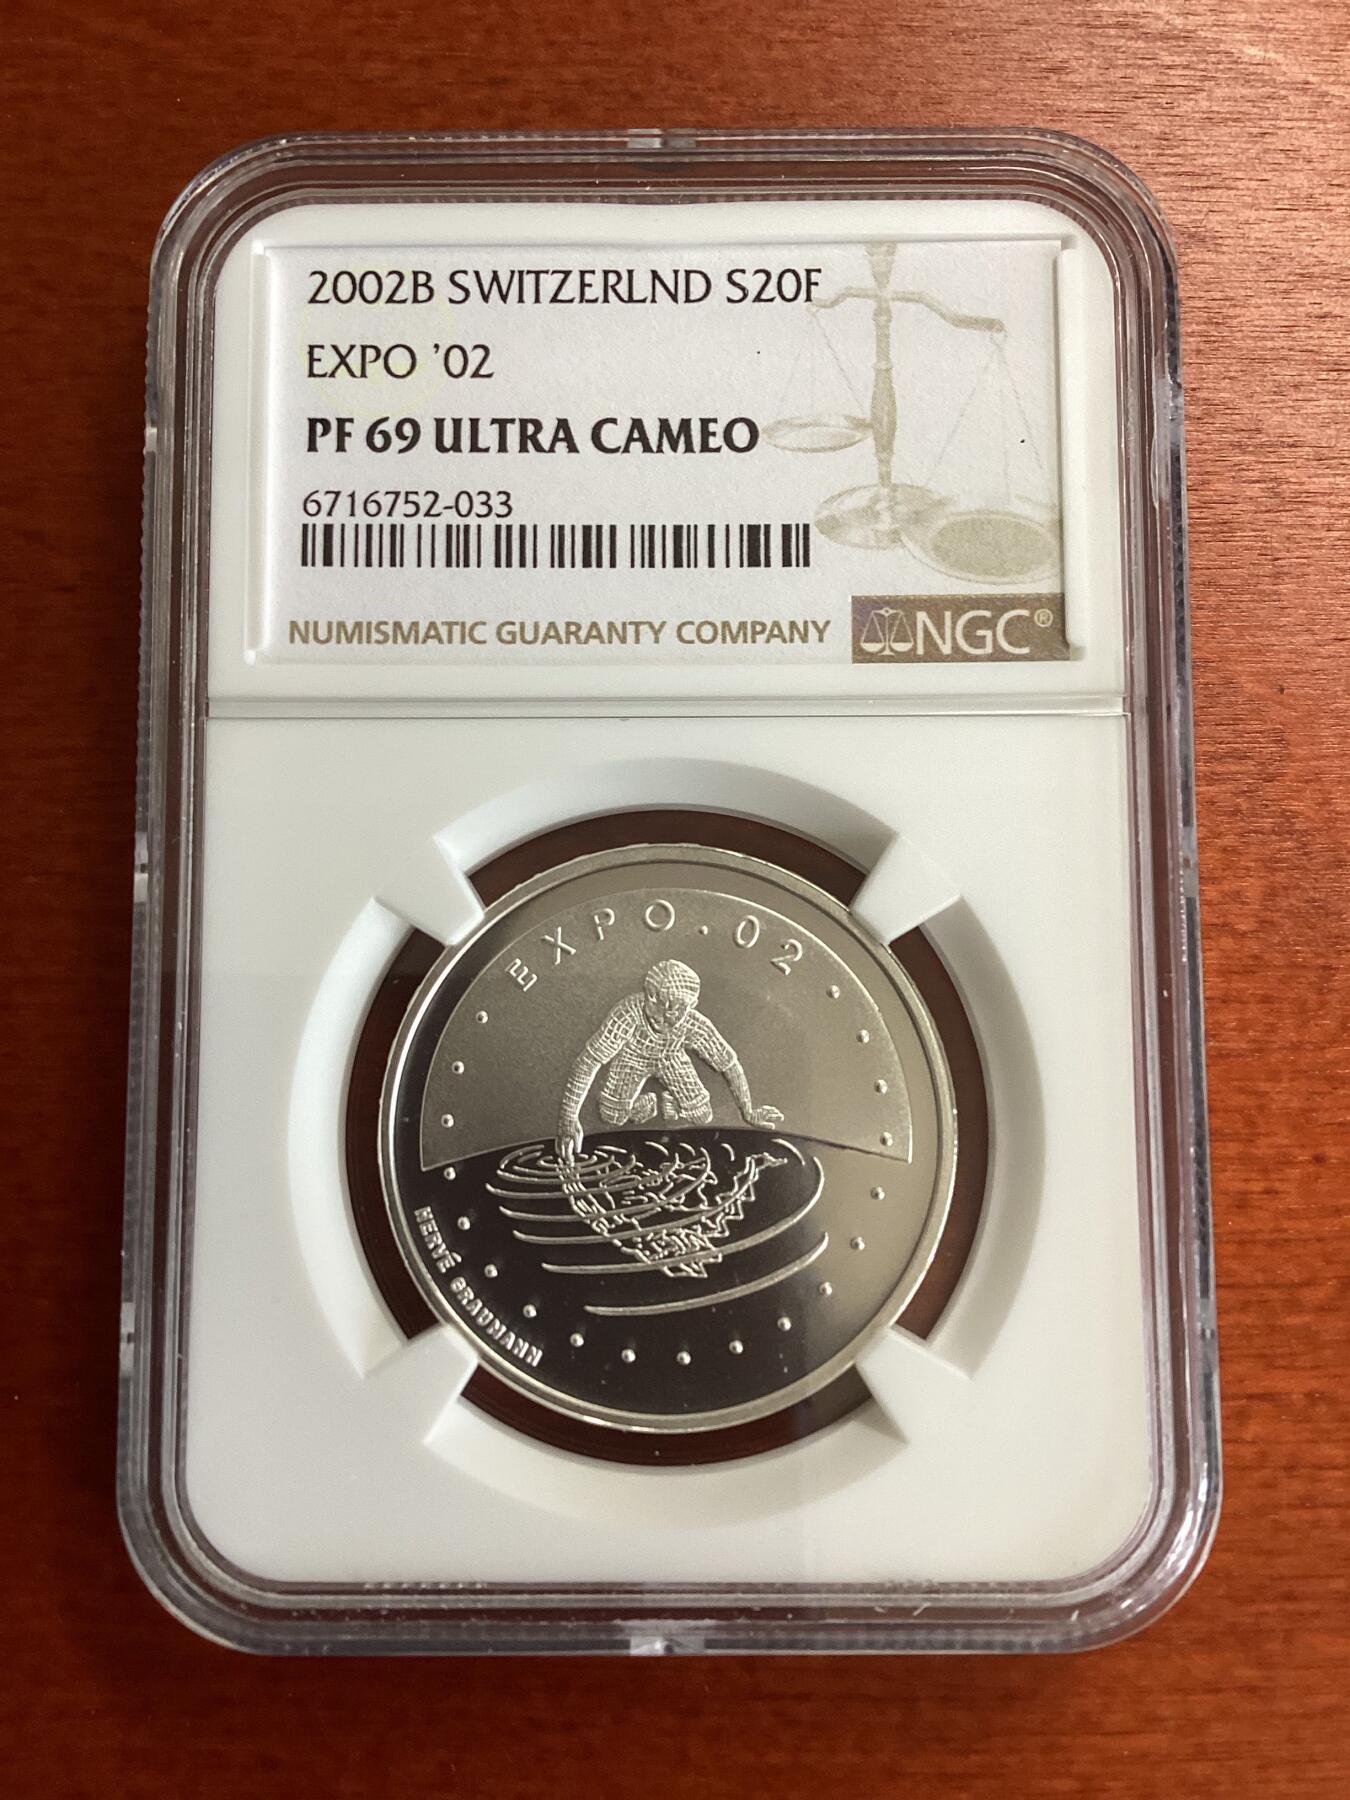 2002B SWITZERLND S20F
EXPO '02
PF 69 ULTRA CAMEO
6716752-033
NUMISMATIC GUARANTY COMPANY
NGC®
EXPO.02
HERVÉ GRAUMANN